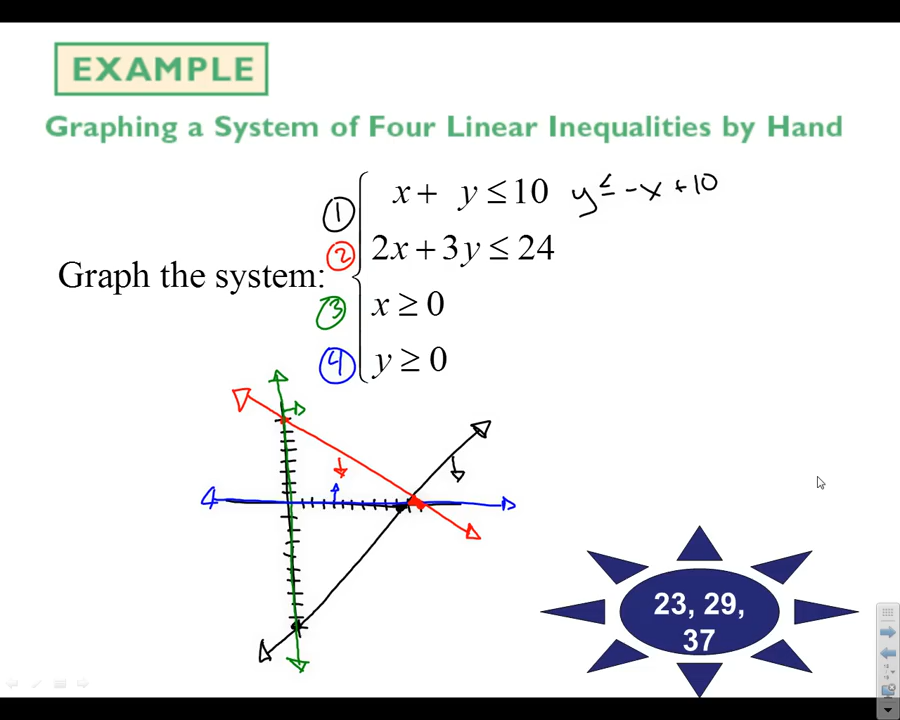 EXAMPLE
Graphing a System of Four Linear Inequalities by Hand
① x + y ≤ 10 y ≤ -x + 10
② 2x + 3y ≤ 24
Graph the system:
③ x ≥ 0
④ y ≥ 0
23, 29,
37